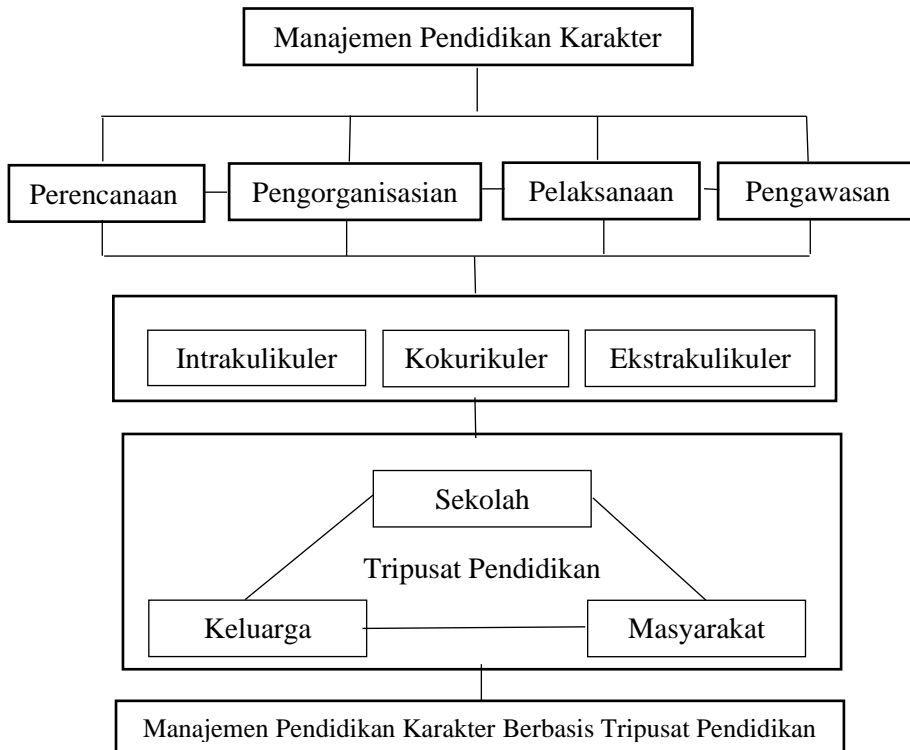 Manajemen Pendidikan Karakter
Perencanaan
Pengorganisasian
Pelaksanaan
Pengawasan
Intrakulikuler
Kokurikuler
Ekstrakulikuler
Sekolah
Tripusat Pendidikan
Keluarga
Masyarakat
Manajemen Pendidikan Karakter Berbasis Tripusat Pendidikan